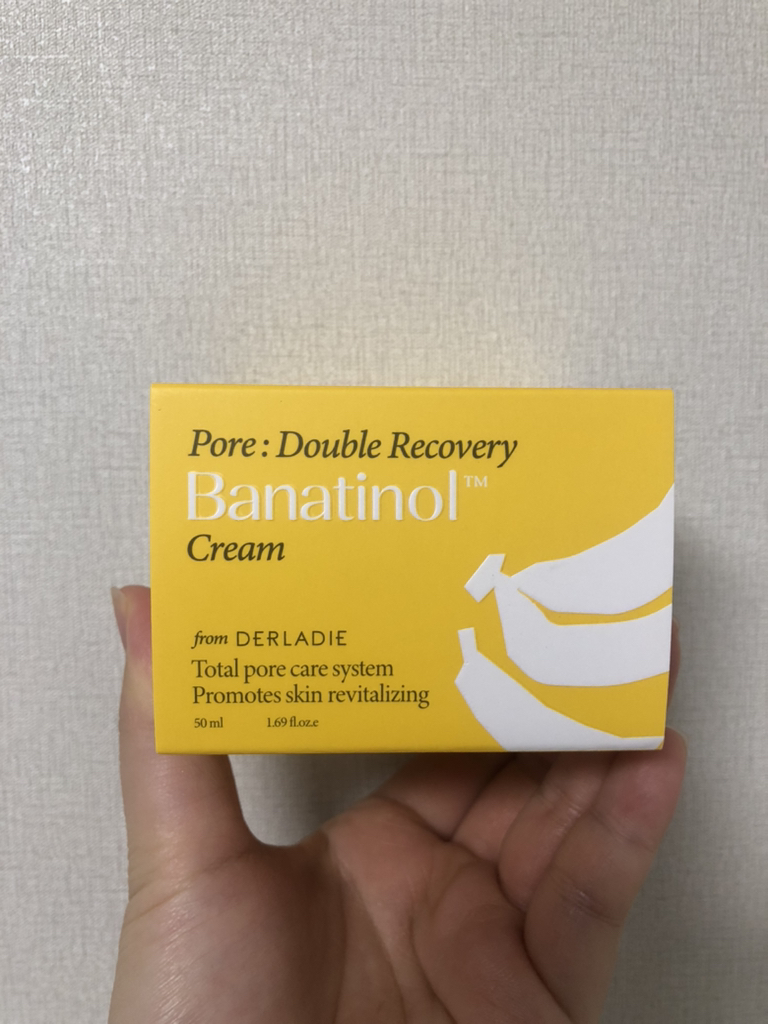 Pore : Double Recovery
Banatinol™
Cream
from DERLADIE
Total pore care system
Promotes skin revitalizing
50 ml 1.69 fl.oz.e